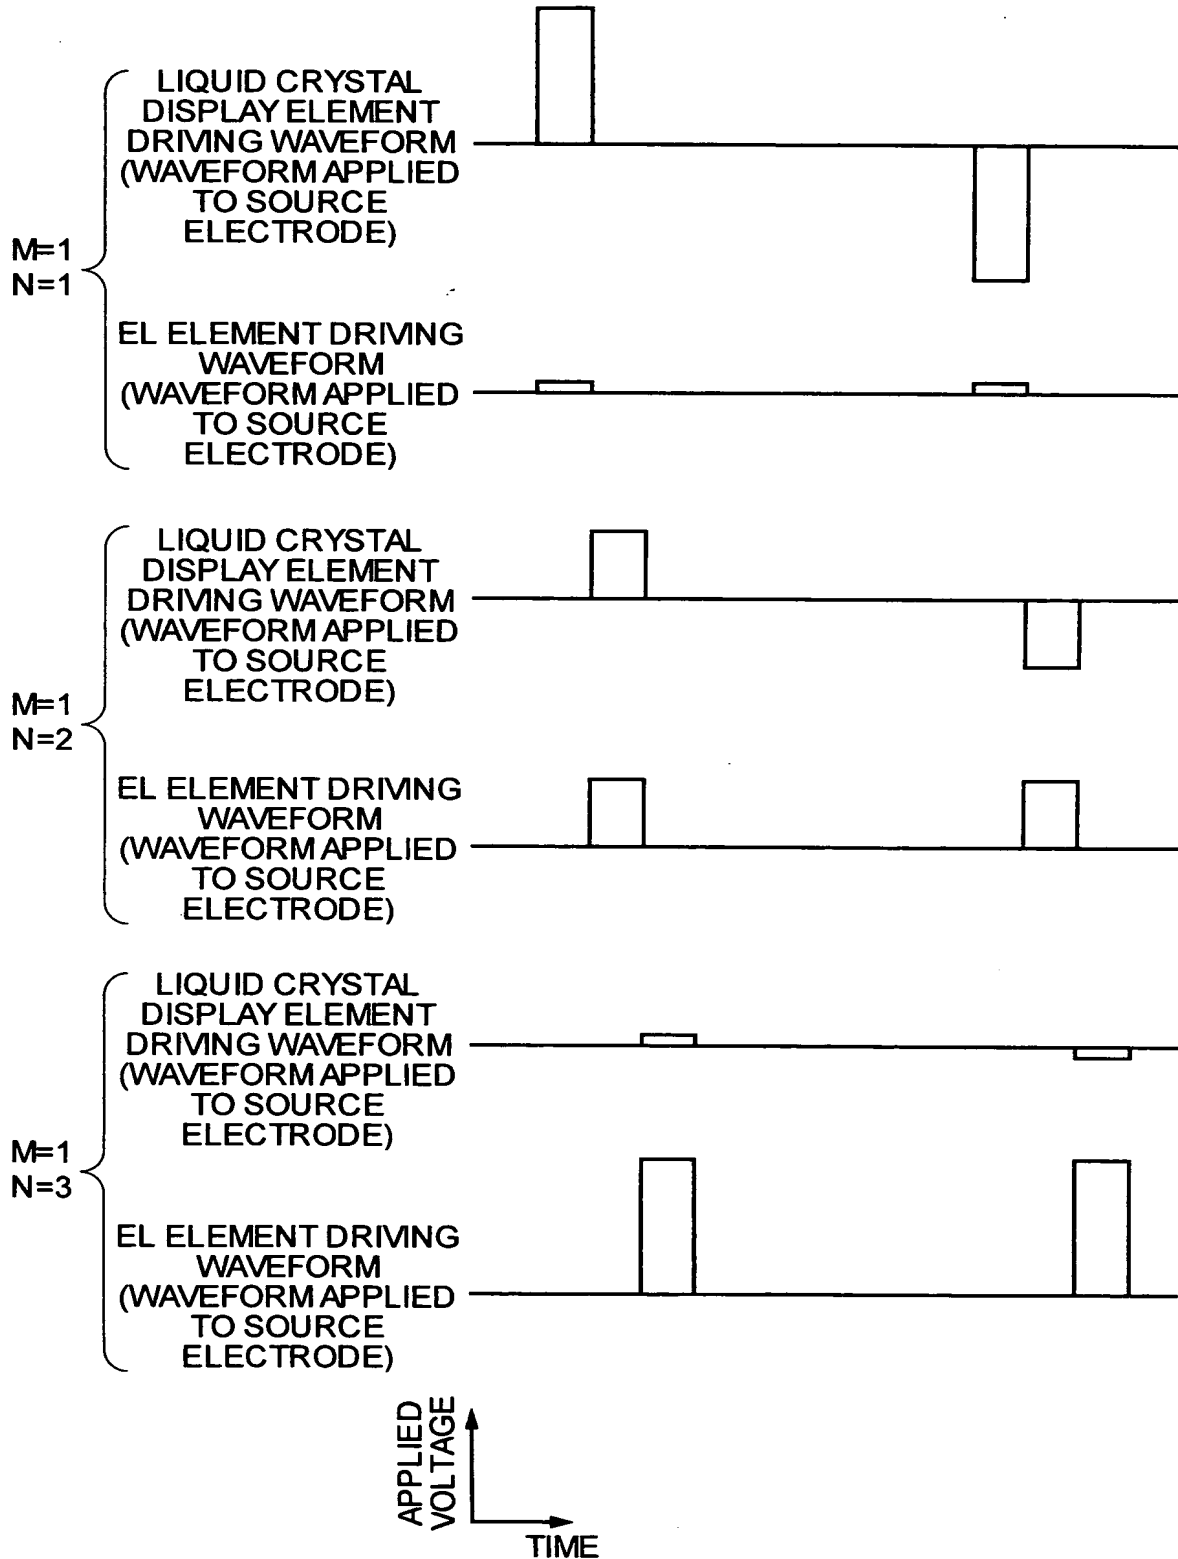 LIQUID CRYSTAL
DISPLAY ELEMENT
DRIVING WAVEFORM
(WAVEFORM APPLIED
TO SOURCE
ELECTRODE)
M=1
N=1
EL ELEMENT DRIVING
WAVEFORM
(WAVEFORM APPLIED
TO SOURCE
ELECTRODE)
LIQUID CRYSTAL
DISPLAY ELEMENT
DRIVING WAVEFORM
(WAVEFORM APPLIED
TO SOURCE
ELECTRODE)
M=1
N=2
EL ELEMENT DRIVING
WAVEFORM
(WAVEFORM APPLIED
TO SOURCE
ELECTRODE)
LIQUID CRYSTAL
DISPLAY ELEMENT
DRIVING WAVEFORM
(WAVEFORM APPLIED
TO SOURCE
ELECTRODE)
M=1
N=3
EL ELEMENT DRIVING
WAVEFORM
(WAVEFORM APPLIED
TO SOURCE
ELECTRODE)
APPLIED
VOLTAGE
TIME